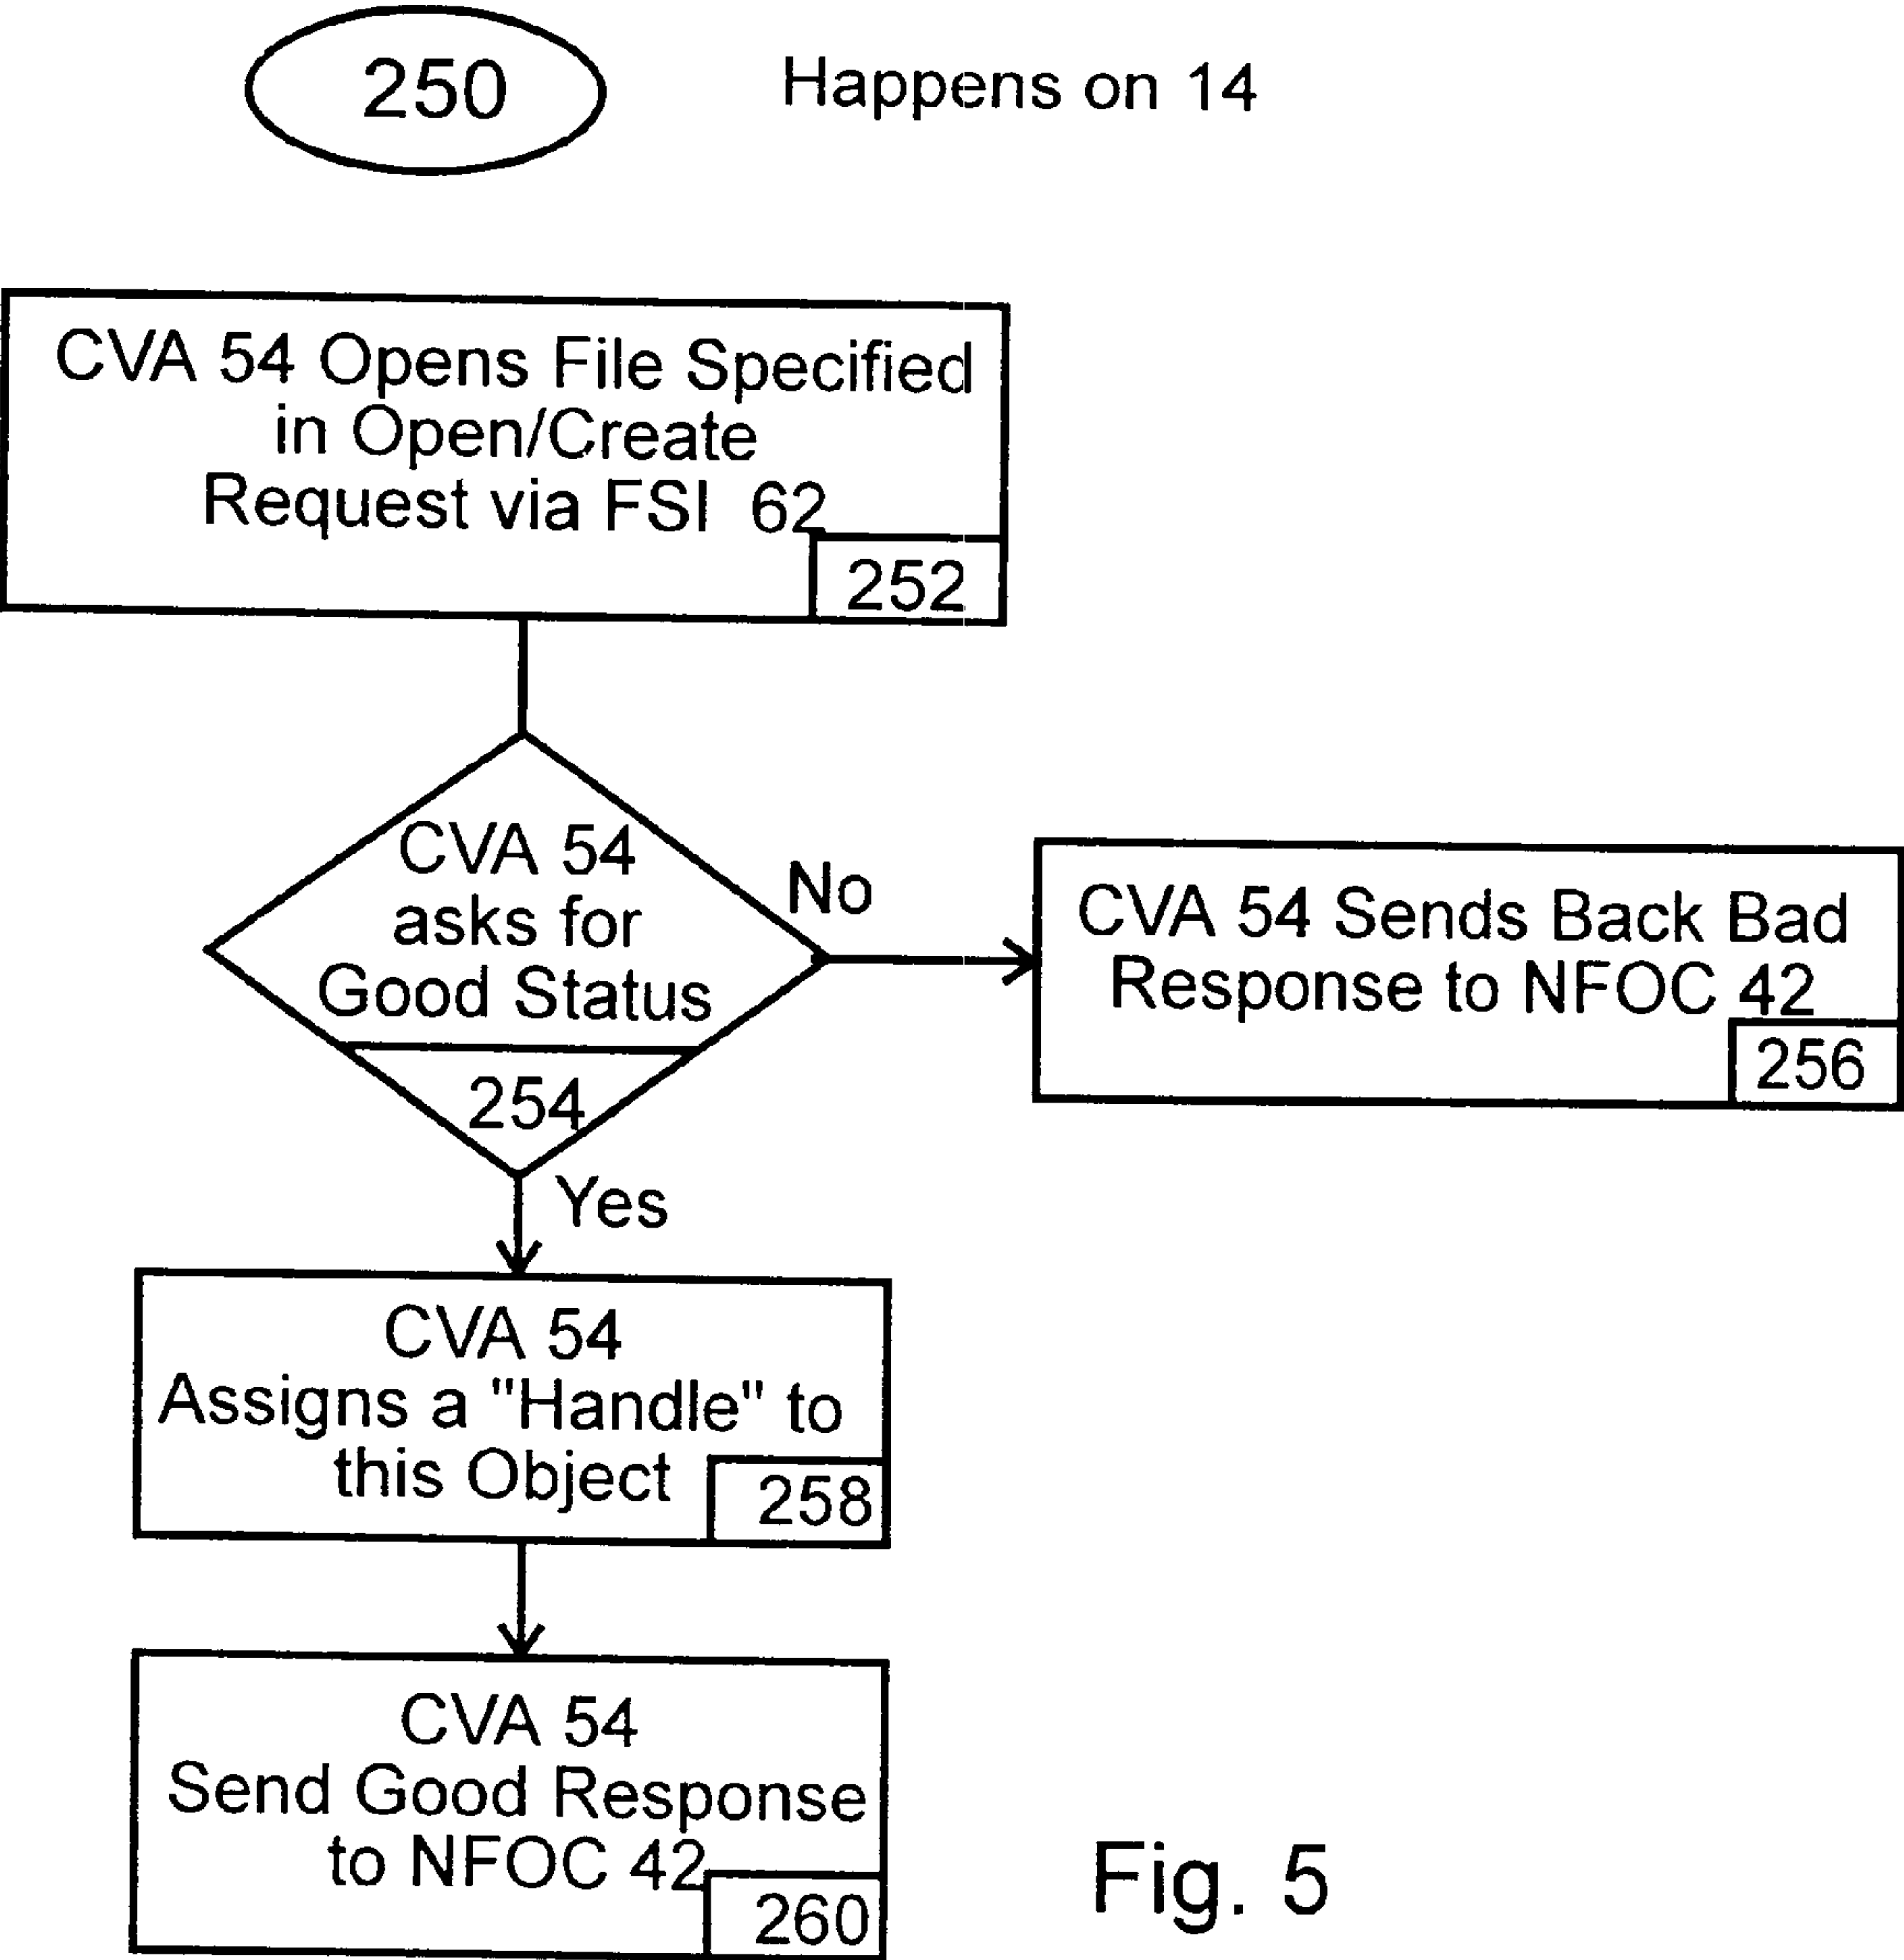 250
Happens on 14
CVA 54 Opens File Specified
in Open/Create
Request via FSI 62
252
CVA 54
asks for
Good Status
254
No
CVA 54 Sends Back Bad
Response to NFOC 42
256
Yes
CVA 54
Assigns a "Handle" to
this Object
258
CVA 54
Send Good Response
to NFOC 42
260
Fig. 5